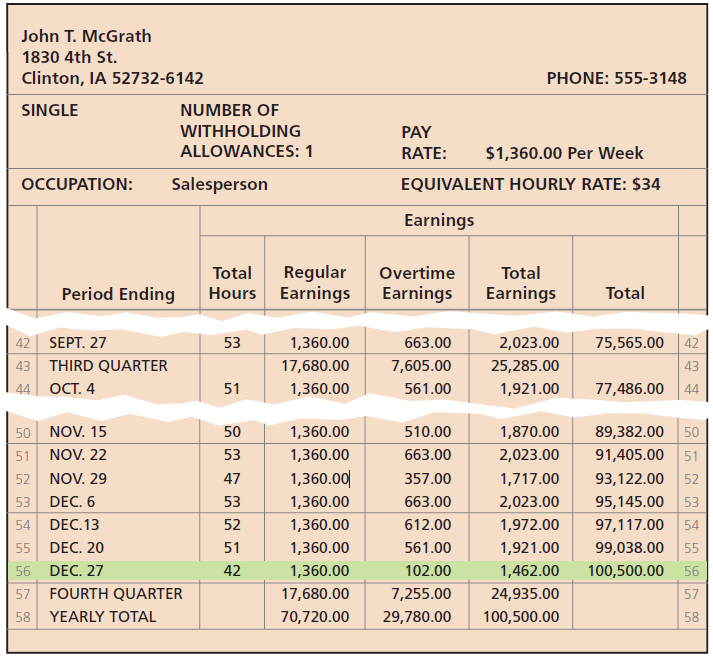 John T. McGrath
1830 4th St.
Clinton, IA 52732-6142 PHONE: 555-3148
SINGLE NUMBER OF
WITHHOLDING PAY
ALLOWANCES: 1 RATE: $1,360.00 Per Week
OCCUPATION: Salesperson EQUIVALENT HOURLY RATE: $34
Earnings
Total Regular Overtime Total
Period Ending Hours Earnings Earnings Earnings Total
42 SEPT. 27 53 1,360.00 663.00 2,023.00 75,565.00 42
43 THIRD QUARTER 17,680.00 7,605.00 25,285.00 43
44 OCT. 4 51 1,360.00 561.00 1,921.00 77,486.00 44
50 NOV. 15 50 1,360.00 510.00 1,870.00 89,382.00 50
51 NOV. 22 53 1,360.00 663.00 2,023.00 91,405.00 51
52 NOV. 29 47 1,360.00 357.00 1,717.00 93,122.00 52
53 DEC. 6 53 1,360.00 663.00 2,023.00 95,145.00 53
54 DEC.13 52 1,360.00 612.00 1,972.00 97,117.00 54
55 DEC. 20 51 1,360.00 561.00 1,921.00 99,038.00 55
56 DEC. 27 42 1,360.00 102.00 1,462.00 100,500.00 56
57 FOURTH QUARTER 17,680.00 7,255.00 24,935.00 57
58 YEARLY TOTAL 70,720.00 29,780.00 100,500.00 58